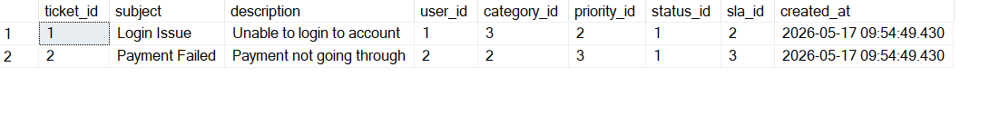 ticket_id subject description user_id category_id priority_id status_id sla_id created_at
1 1 Login Issue Unable to login to account 1 3 2 1 2 2026-05-17 09:54:49.430
2 2 Payment Failed Payment not going through 2 2 3 1 3 2026-05-17 09:54:49.430